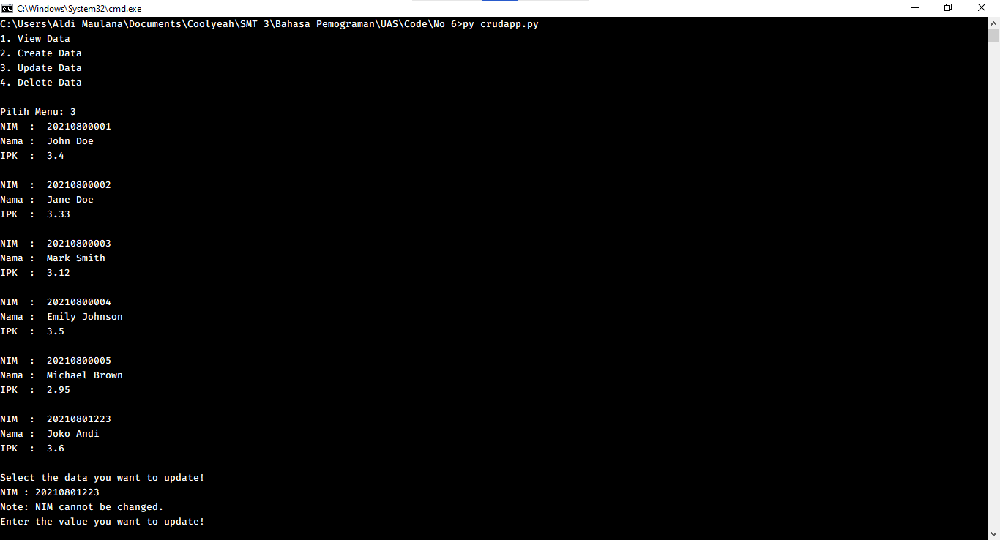 C:\Windows\System32\cmd.exe
C:\Users\Aldi Maulana\Documents\Coolyeah\SMT 3\Bahasa Pemograman\UAS\Code\No 6>py crudapp.py
1. View Data
2. Create Data
3. Update Data
4. Delete Data
Pilih Menu: 3
NIM  :  20210800001
Nama :  John Doe
IPK  :  3.4
NIM  :  20210800002
Nama :  Jane Doe
IPK  :  3.33
NIM  :  20210800003
Nama :  Mark Smith
IPK  :  3.12
NIM  :  20210800004
Nama :  Emily Johnson
IPK  :  3.5
NIM  :  20210800005
Nama :  Michael Brown
IPK  :  2.95
NIM  :  20210801223
Nama :  Joko Andi
IPK  :  3.6
Select the data you want to update!
NIM : 20210801223
Note: NIM cannot be changed.
Enter the value you want to update!